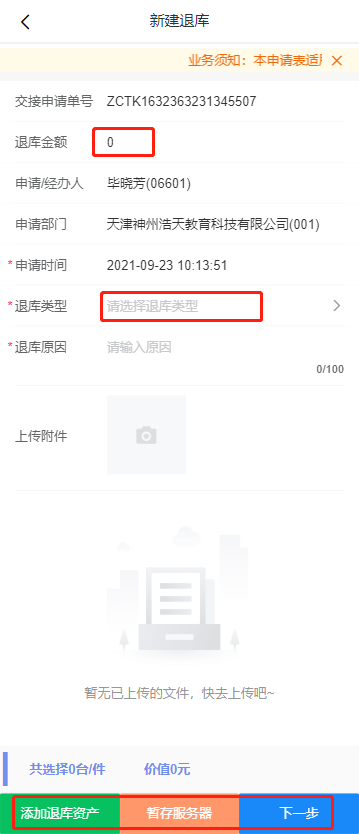 新建退库
业务须知：本申请表适
交接申请单号 ZCTK1632363231345507
退库金额 0
申请/经办人 毕晓芳(06601)
申请部门 天津神州浩天教育科技有限公司(001)
*申请时间 2021-09-23 10:13:51
*退库类型 请选择退库类型
*退库原因 请输入原因
0/100
上传附件
暂无已上传的文件，快去上传吧~
共选择0台/件 价值0元
添加退库资产 暂存服务器 下一步